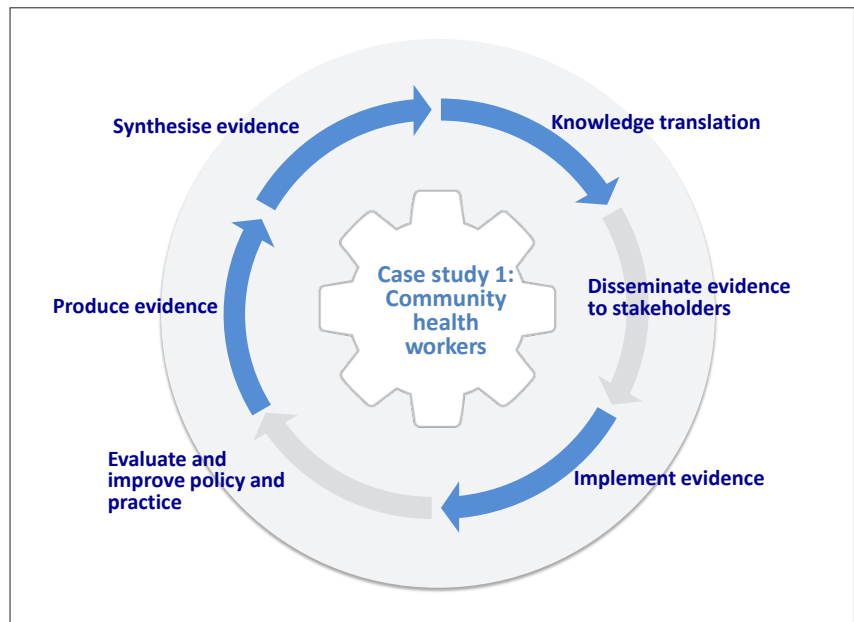 Synthesise evidence
Knowledge translation
Case study 1:
Community
health
workers
Produce evidence
Disseminate evidence
to stakeholders
Evaluate and
improve policy and
practice
Implement evidence